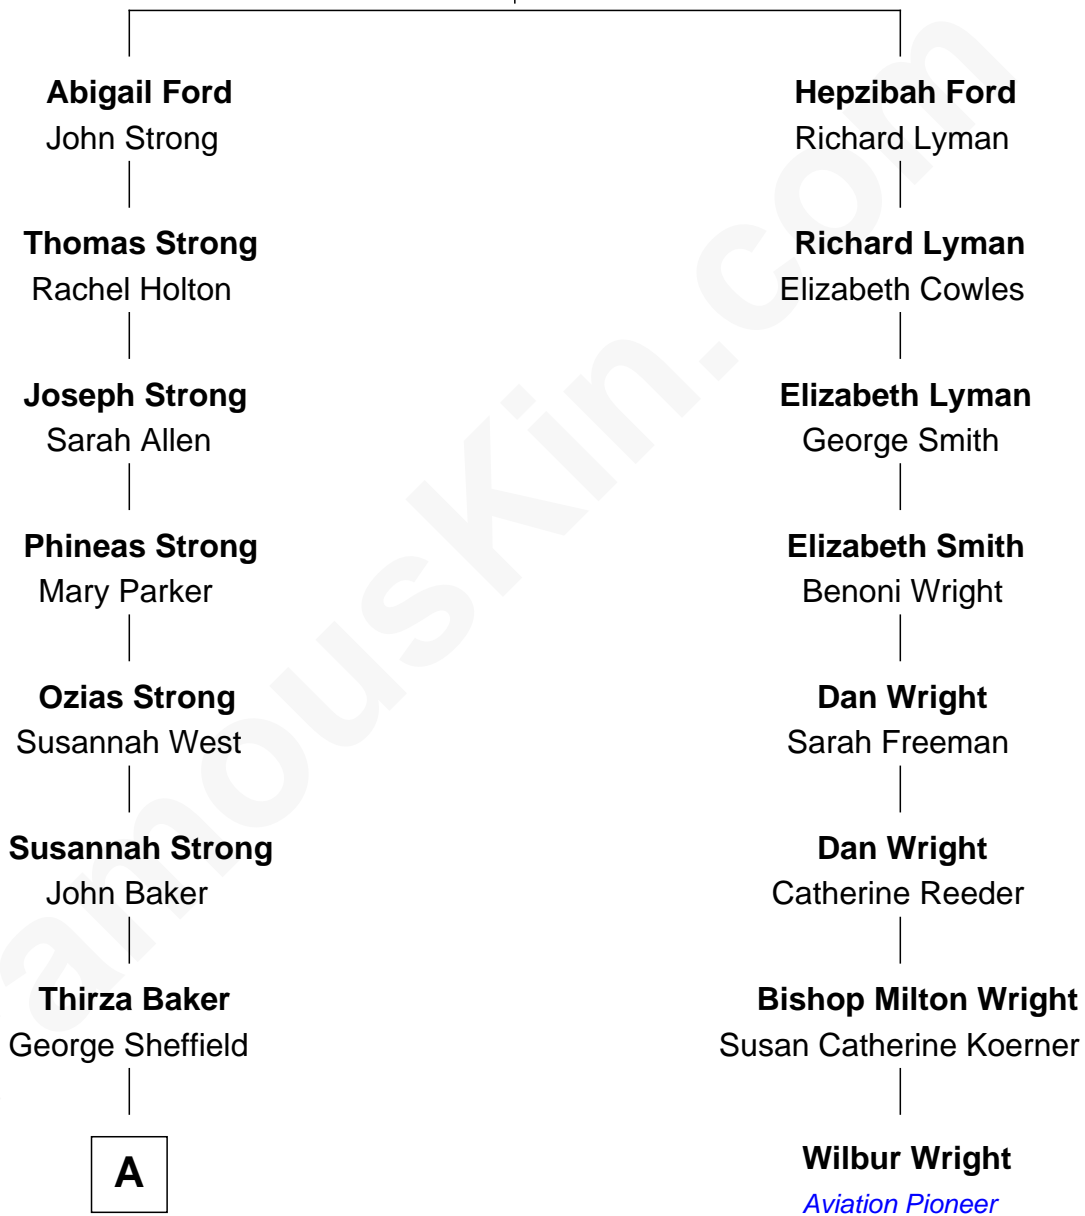 Abigail Ford
John Strong
Hepzibah Ford
Richard Lyman
Thomas Strong
Rachel Holton
Richard Lyman
Elizabeth Cowles
Joseph Strong
Sarah Allen
Elizabeth Lyman
George Smith
Phineas Strong
Mary Parker
Elizabeth Smith
Benoni Wright
Ozias Strong
Susannah West
Dan Wright
Sarah Freeman
Susannah Strong
John Baker
Dan Wright
Catherine Reeder
Thirza Baker
George Sheffield
Bishop Milton Wright
Susan Catherine Koerner
A
Wilbur Wright
Aviation Pioneer
amouskin.com